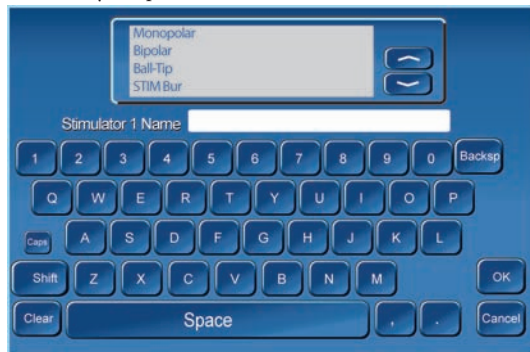 Monopolar
Bipolar
Ball-Tip
STIM Bur
Stimulator 1 Name
1 2 3 4 5 6 7 8 9 0 Backsp
Q W E R T Y U I O P
Caps A S D F G H J K L
Shift Z X C V B N M OK
Clear Space , . Cancel